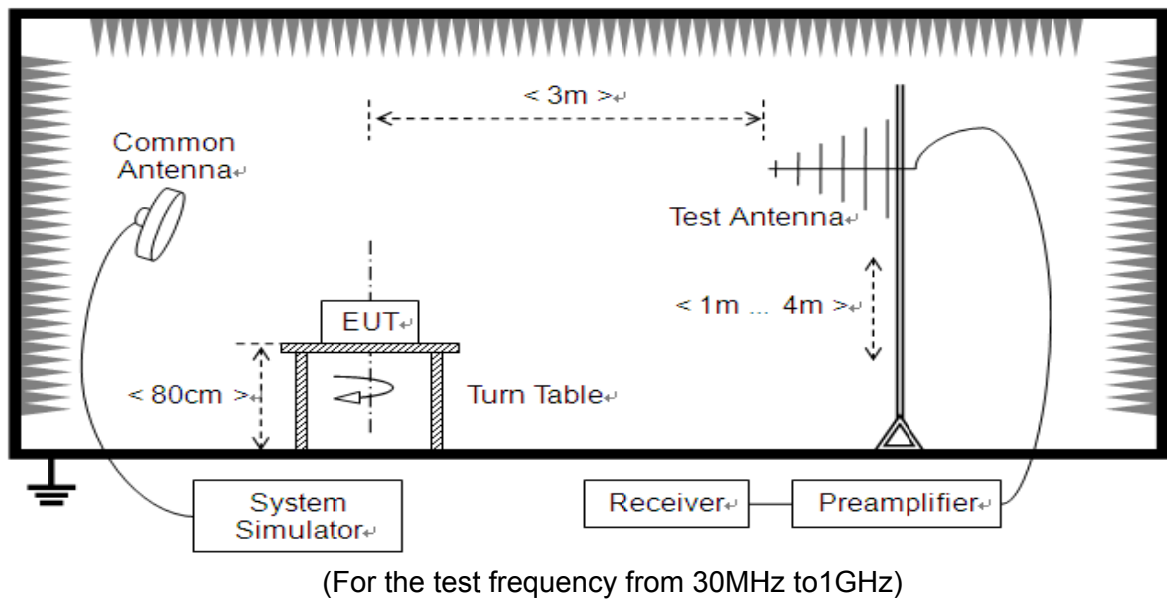 < 3m >↵
Common
Antenna↵
Test Antenna↵
< 1m ... 4m >↵
EUT↵
< 80cm >↵
Turn Table↵
System
Simulator↵
Receiver↵
Preamplifier↵
(For the test frequency from 30MHz to1GHz)